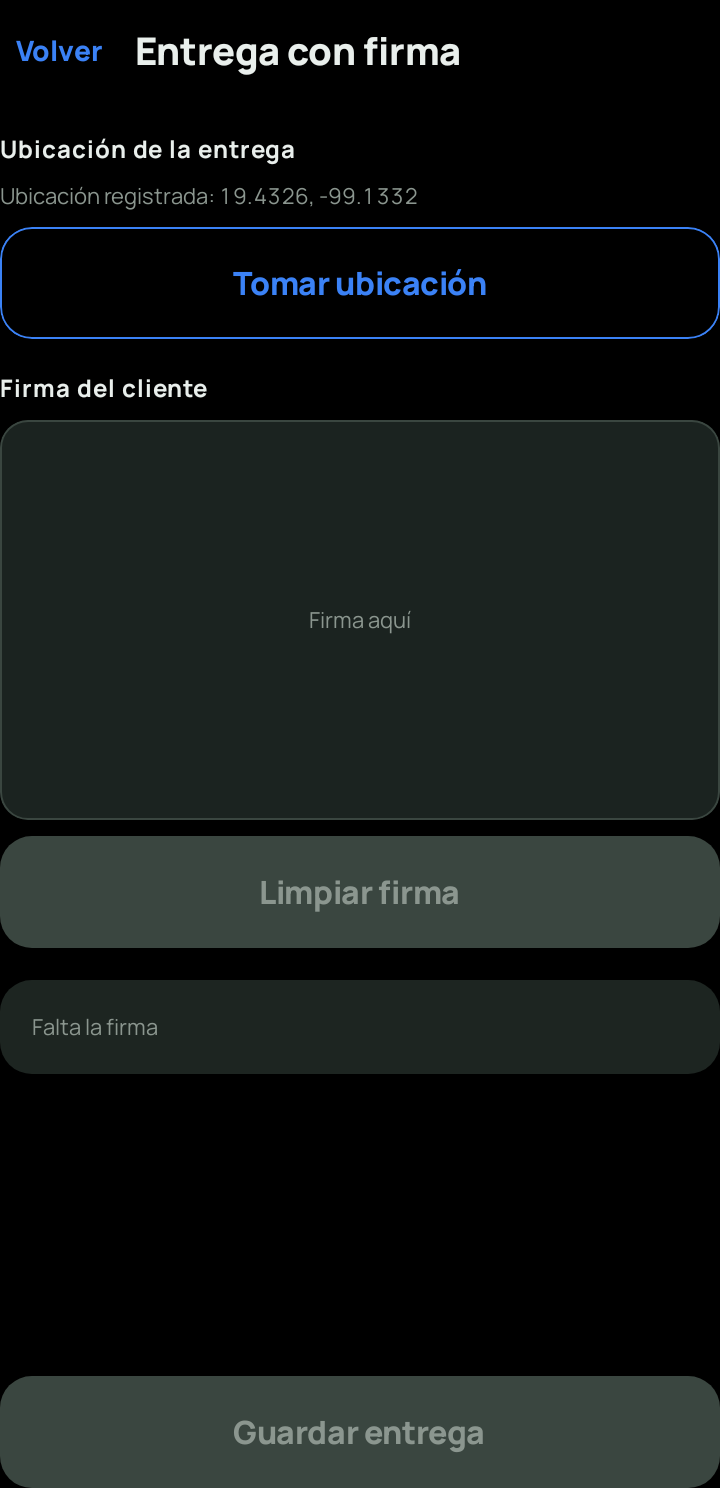 Volver Entrega con firma
Ubicación de la entrega
Ubicación registrada: 19.4326, -99.1332
Tomar ubicación
Firma del cliente
Firma aquí
Limpiar firma
Falta la firma
Guardar entrega